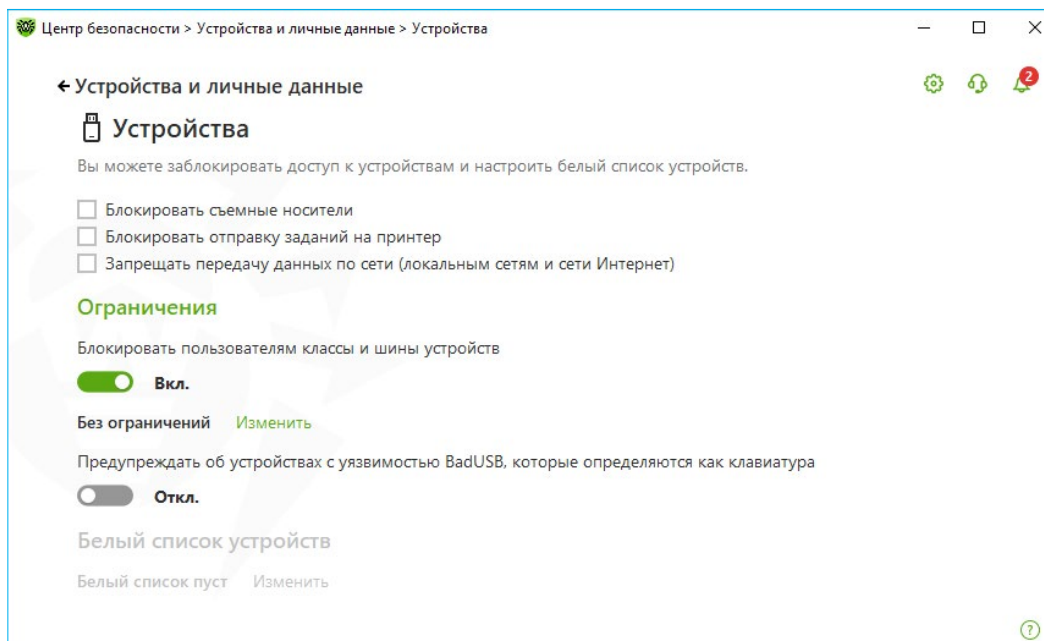 Центр безопасности > Устройства и личные данные > Устройства
Устройства и личные данные
2
Устройства
Вы можете заблокировать доступ к устройствам и настроить белый список устройств.
Блокировать съемные носители
Блокировать отправку заданий на принтер
Запрещать передачу данных по сети (локальным сетям и сети Интернет)
Ограничения
Блокировать пользователям классы и шины устройств
Вкл.
Без ограничений Изменить
Предупреждать об устройствах с уязвимостью BadUSB, которые определяются как клавиатура
Откл.
Белый список устройств
Белый список пуст Изменить
?